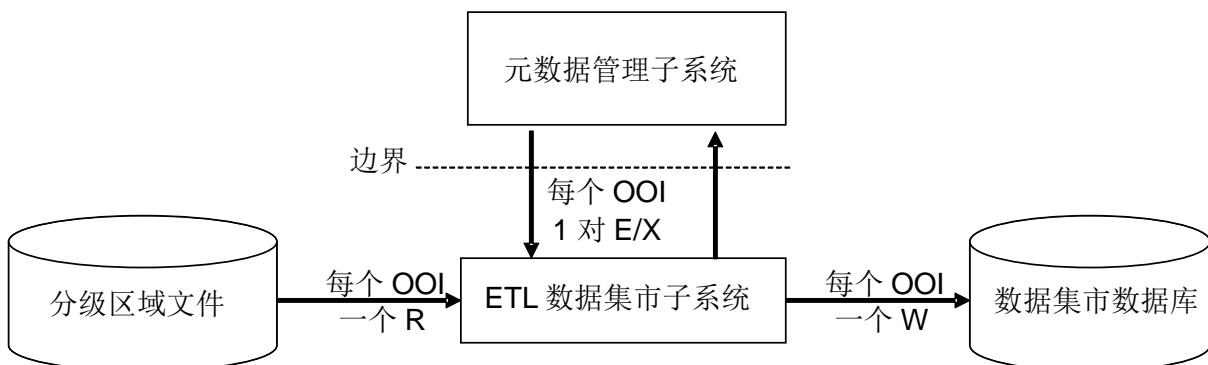 元数据管理子系统
边界
每个 OOI
1 对 E/X
分级区域文件
每个 OOI
一个 R
ETL 数据集市子系统
每个 OOI
一个 W
数据集市数据库